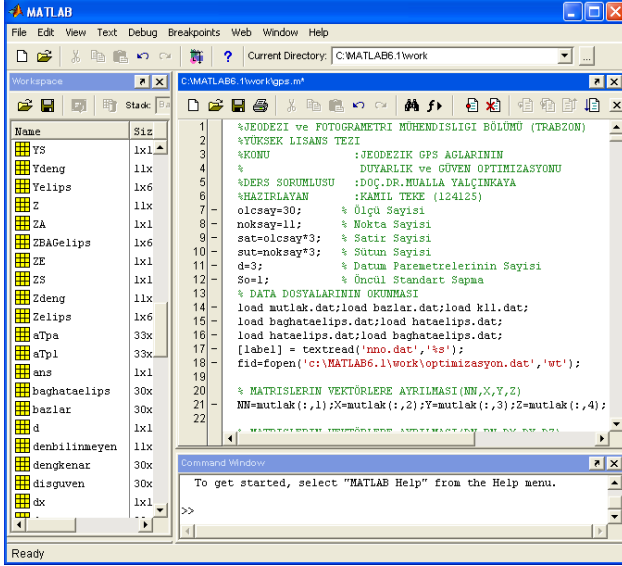 MATLAB
File Edit View Text Debug Breakpoints Web Window Help
Current Directory: C:\MATLAB6.1\work
Workspace
Stack:
Name Siz
YS 1x1
Ydeng 11x
Yelips 1x6
Z 11x
ZA 1x1
ZBAGelips 1x6
ZE 1x1
ZS 1x1
Zdeng 11x
Zelips 1x6
aTpa 33x
aTpl 33x
ans 1x1
baghataelips 30x
bazlar 30x
d 1x1
denbilinmeyen 11x
dengkenar 30x
disguven 30x
dx 1x1
C:\MATLAB6.1\work\gps.m*
1 %JEODEZI ve FOTOGRAMETRI MÜHENDISLIGI BÖLÜMÜ (TRABZON)
2 %YÜKSEK LISANS TEZI
3 %KONU :JEODEZIK GPS AGLARININ
4 % DUYARLIK ve GÜVEN OPTIMIZASYONU
5 %DERS SORUMLUSU :DOÇ.DR.MUALLA YALÇINKAYA
6 %HAZIRLAYAN :KAMIL TEKE (124125)
7 - olcsay=30; % Ölçü Sayisi
8 - noksay=11; % Nokta Sayisi
9 - sat=olcsay*3; % Satir Sayisi
10 - sut=noksay*3; % Sütun Sayisi
11 - d=3; % Datum Paremetrelerinin Sayisi
12 - So=1; % Öncül Standart Sapma
13 % DATA DOSYALARININ OKUNMASI
14 - load mutlak.dat;load bazlar.dat;load kll.dat;
15 - load baghataelips.dat;load hataelips.dat;
16 - load hataelips.dat;load baghataelips.dat;
17 - [label] = textread('nno.dat','%s');
18 - fid=fopen('c:\MATLAB6.1\work\optimizasyon.dat','wt');
19
20 % MATRISLERIN VEKTÖRLERE AYRILMASI(NN,X,Y,Z)
21 - NN=mutlak(:,1);X=mutlak(:,2);Y=mutlak(:,3);Z=mutlak(:,4);
22
Command Window
To get started, select "MATLAB Help" from the Help menu.
>>
Ready